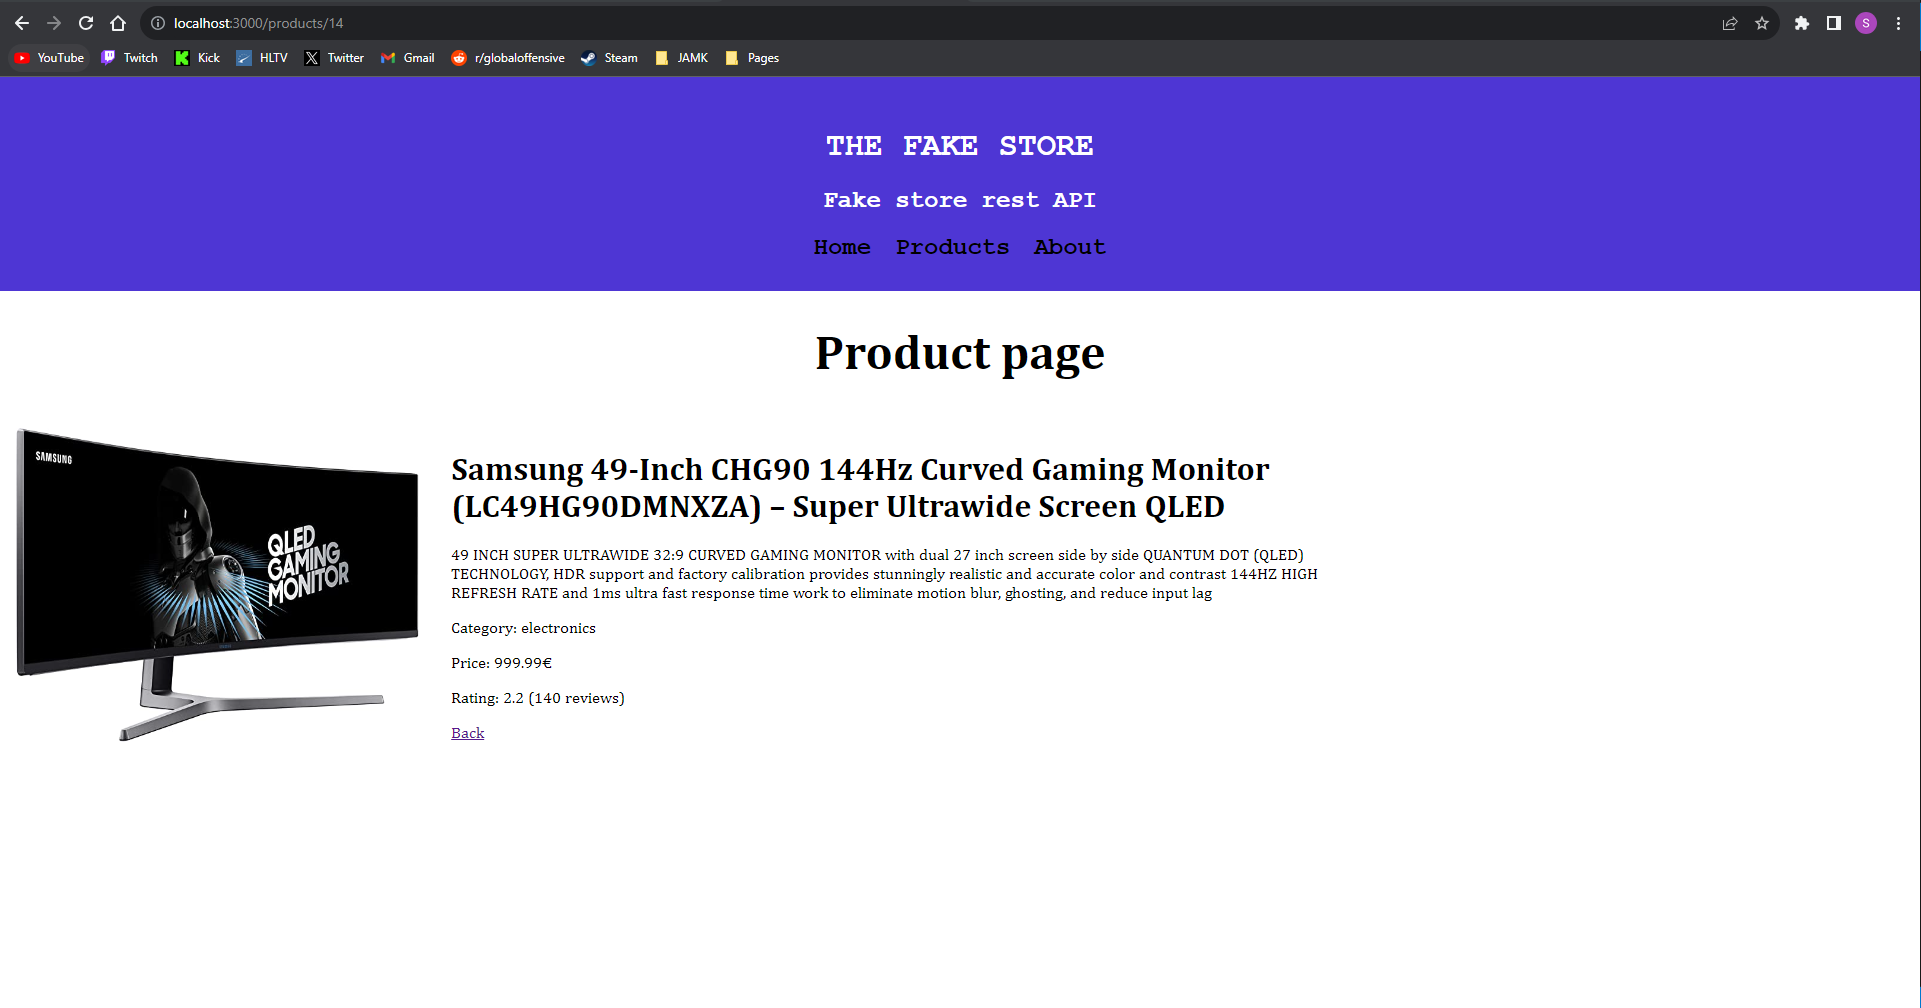 localhost:3000/products/14
S
YouTube Twitch Kick HLTV Twitter Gmail r/globaloffensive Steam JAMK Pages
THE FAKE STORE
Fake store rest API
Home Products About
Product page
SAMSUNG
QLED
GAMING
MONITOR
Samsung 49-Inch CHG90 144Hz Curved Gaming Monitor
(LC49HG90DMNXZA) – Super Ultrawide Screen QLED
49 INCH SUPER ULTRAWIDE 32:9 CURVED GAMING MONITOR with dual 27 inch screen side by side QUANTUM DOT (QLED)
TECHNOLOGY, HDR support and factory calibration provides stunningly realistic and accurate color and contrast 144HZ HIGH
REFRESH RATE and 1ms ultra fast response time work to eliminate motion blur, ghosting, and reduce input lag
Category: electronics
Price: 999.99€
Rating: 2.2 (140 reviews)
Back